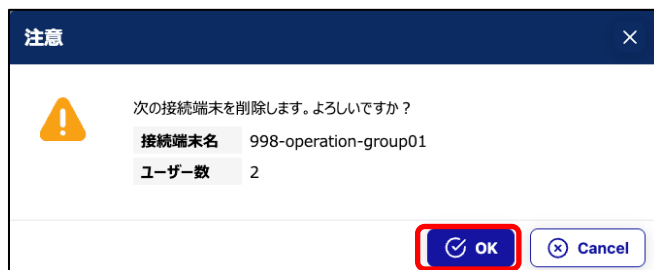 注意
次の接続端末を削除します。よろしいですか？
接続端末名 998-operation-group01
ユーザー数 2
OK Cancel